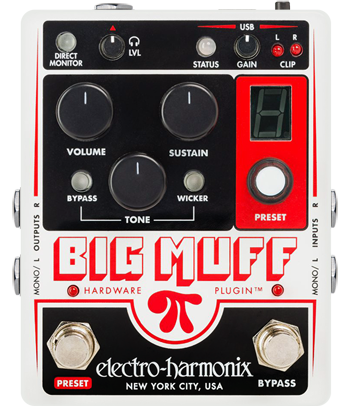 USB
DIRECT MONITOR
LVL
STATUS
GAIN
L R
CLIP
VOLUME
SUSTAIN
BYPASS
WICKER
TONE
PRESET
MONO/ L OUTPUTS R
MONO/ L INPUTS R
BIG MUFF
HARDWARE PLUGIN™
π
electro-harmonix
NEW YORK CITY, USA
PRESET
BYPASS